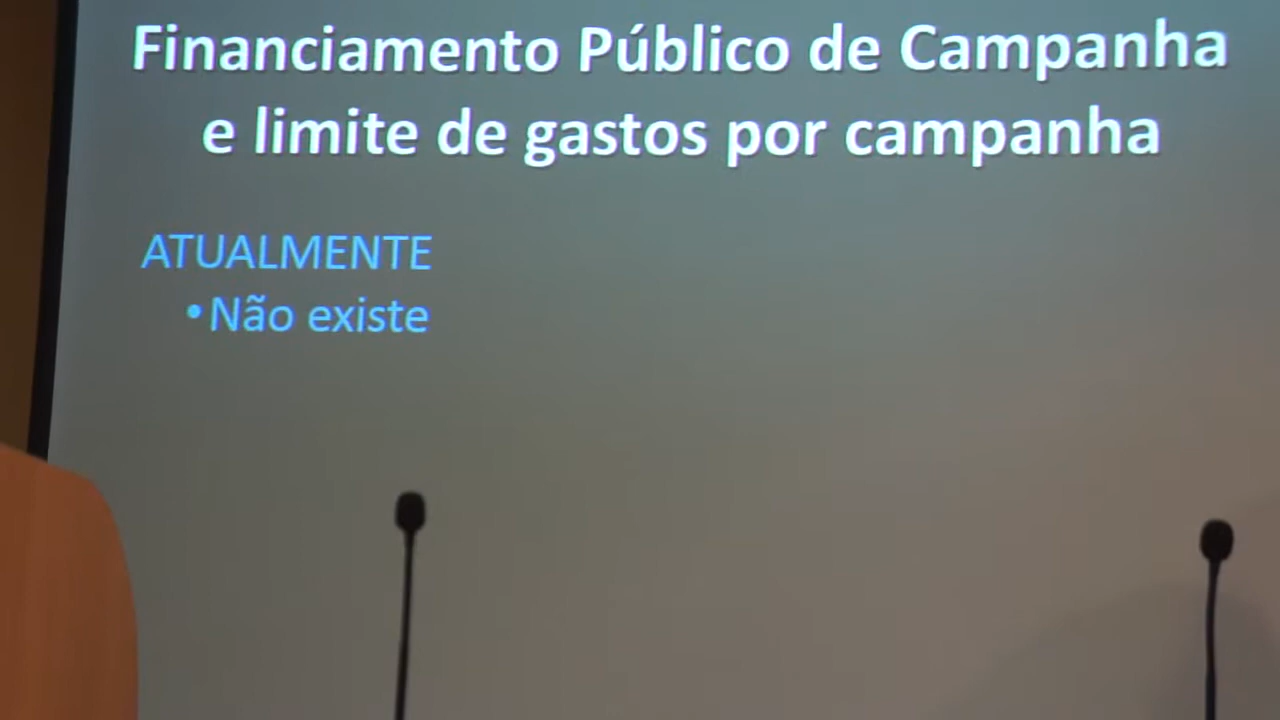 Financiamento Público de Campanha
e limite de gastos por campanha
ATUALMENTE
•Não existe